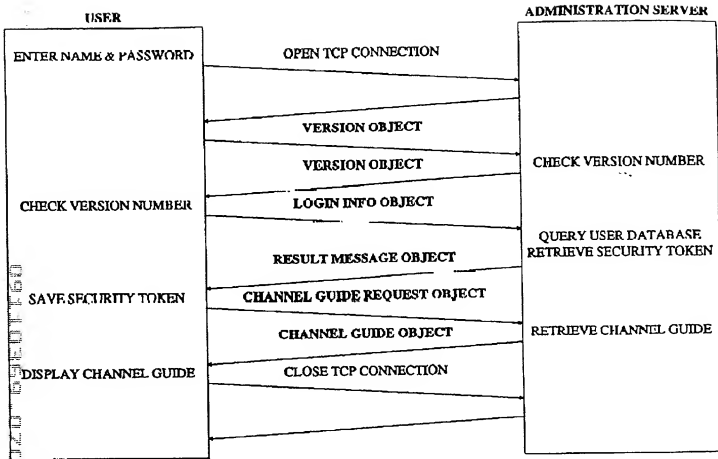 USER
ADMINISTRATION SERVER
ENTER NAME & PASSWORD
OPEN TCP CONNECTION
VERSION OBJECT
VERSION OBJECT
CHECK VERSION NUMBER
CHECK VERSION NUMBER
LOGIN INFO OBJECT
QUERY USER DATABASE
RETRIEVE SECURITY TOKEN
RESULT MESSAGE OBJECT
SAVE SECURITY TOKEN
CHANNEL GUIDE REQUEST OBJECT
CHANNEL GUIDE OBJECT
RETRIEVE CHANNEL GUIDE
DISPLAY CHANNEL GUIDE
CLOSE TCP CONNECTION